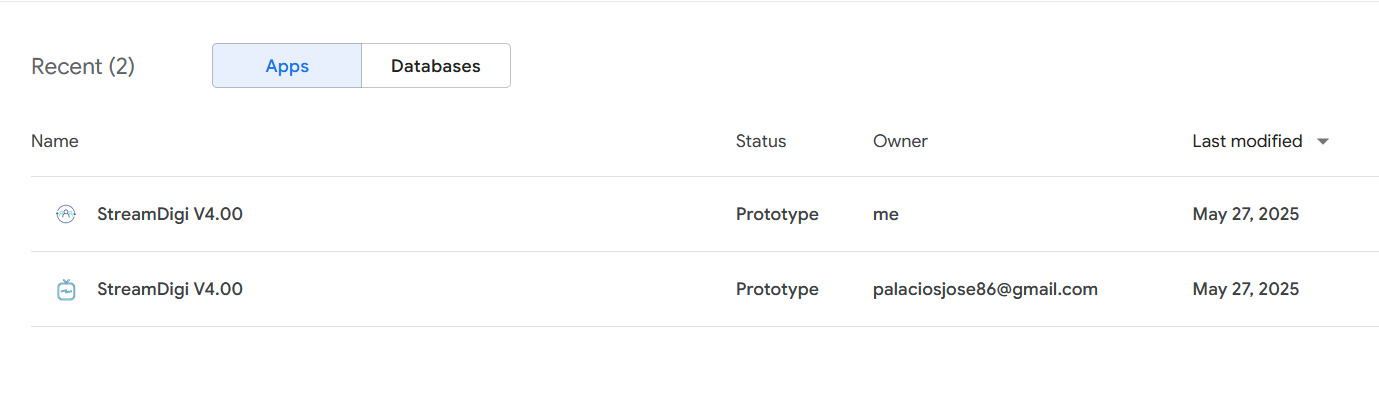 Recent (2) Apps Databases
Name Status Owner Last modified
StreamDigi V4.00 Prototype me May 27, 2025
StreamDigi V4.00 Prototype palaciosjose86@gmail.com May 27, 2025